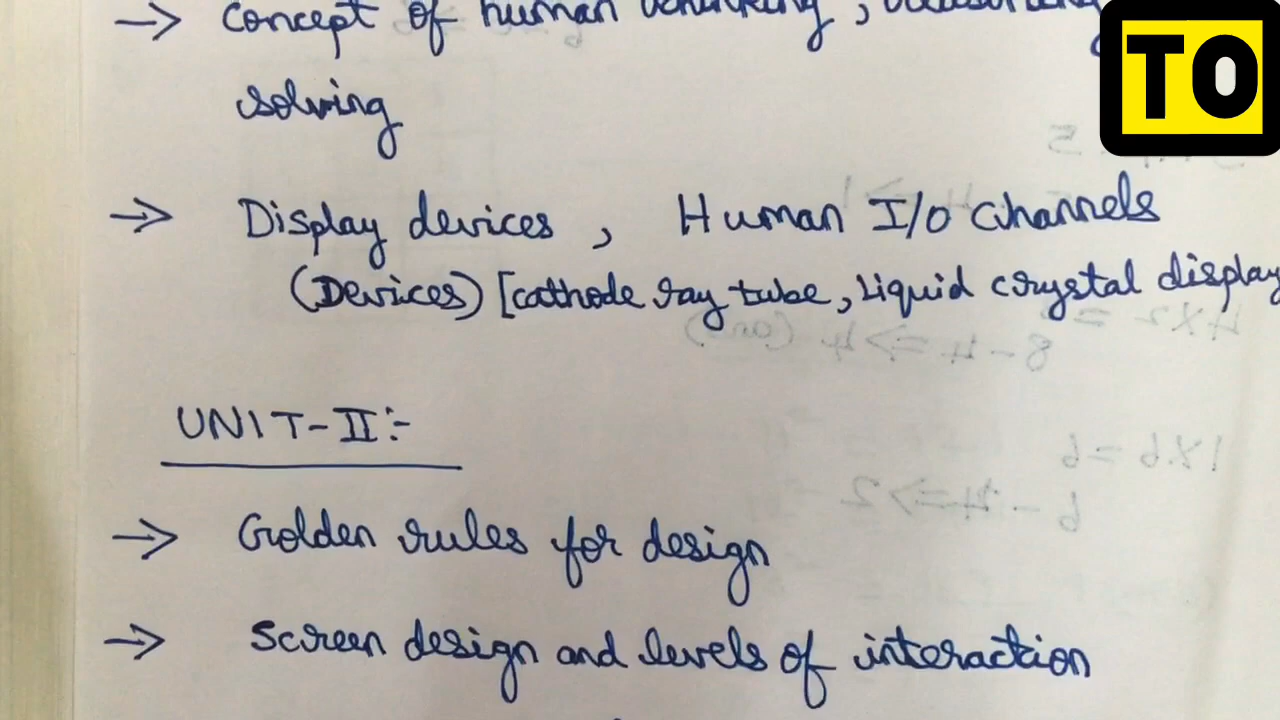 → Concept of human thinking,
TO
solving
→ Display devices, Human I/O channels
(Devices) [cathode ray tube, Liquid crystal display
UNIT-II:-
→ Golden rules for design
→ Screen design and levels of interaction